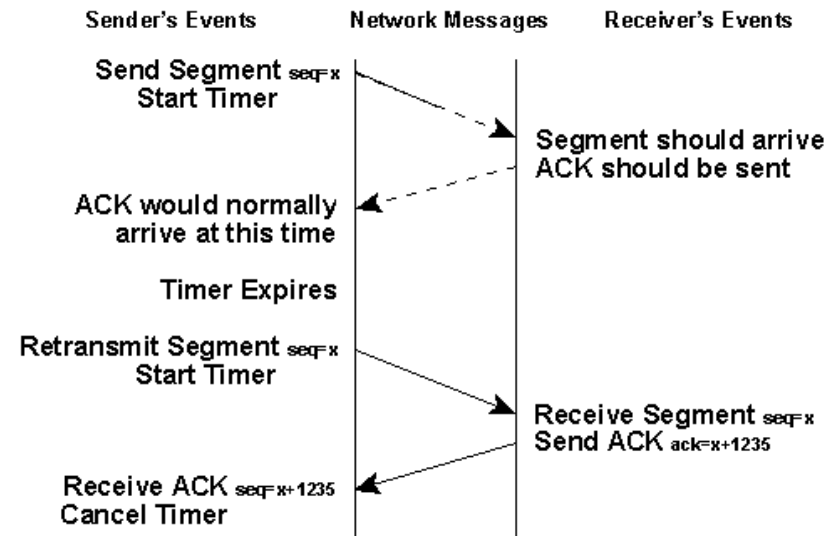 Sender's Events Network Messages Receiver's Events
Send Segment seq=x
Start Timer
Segment should arrive
ACK should be sent
ACK would normally
arrive at this time
Timer Expires
Retransmit Segment seq=x
Start Timer
Receive Segment seq=x
Send ACK ack=x+1235
Receive ACK seq=x+1235
Cancel Timer